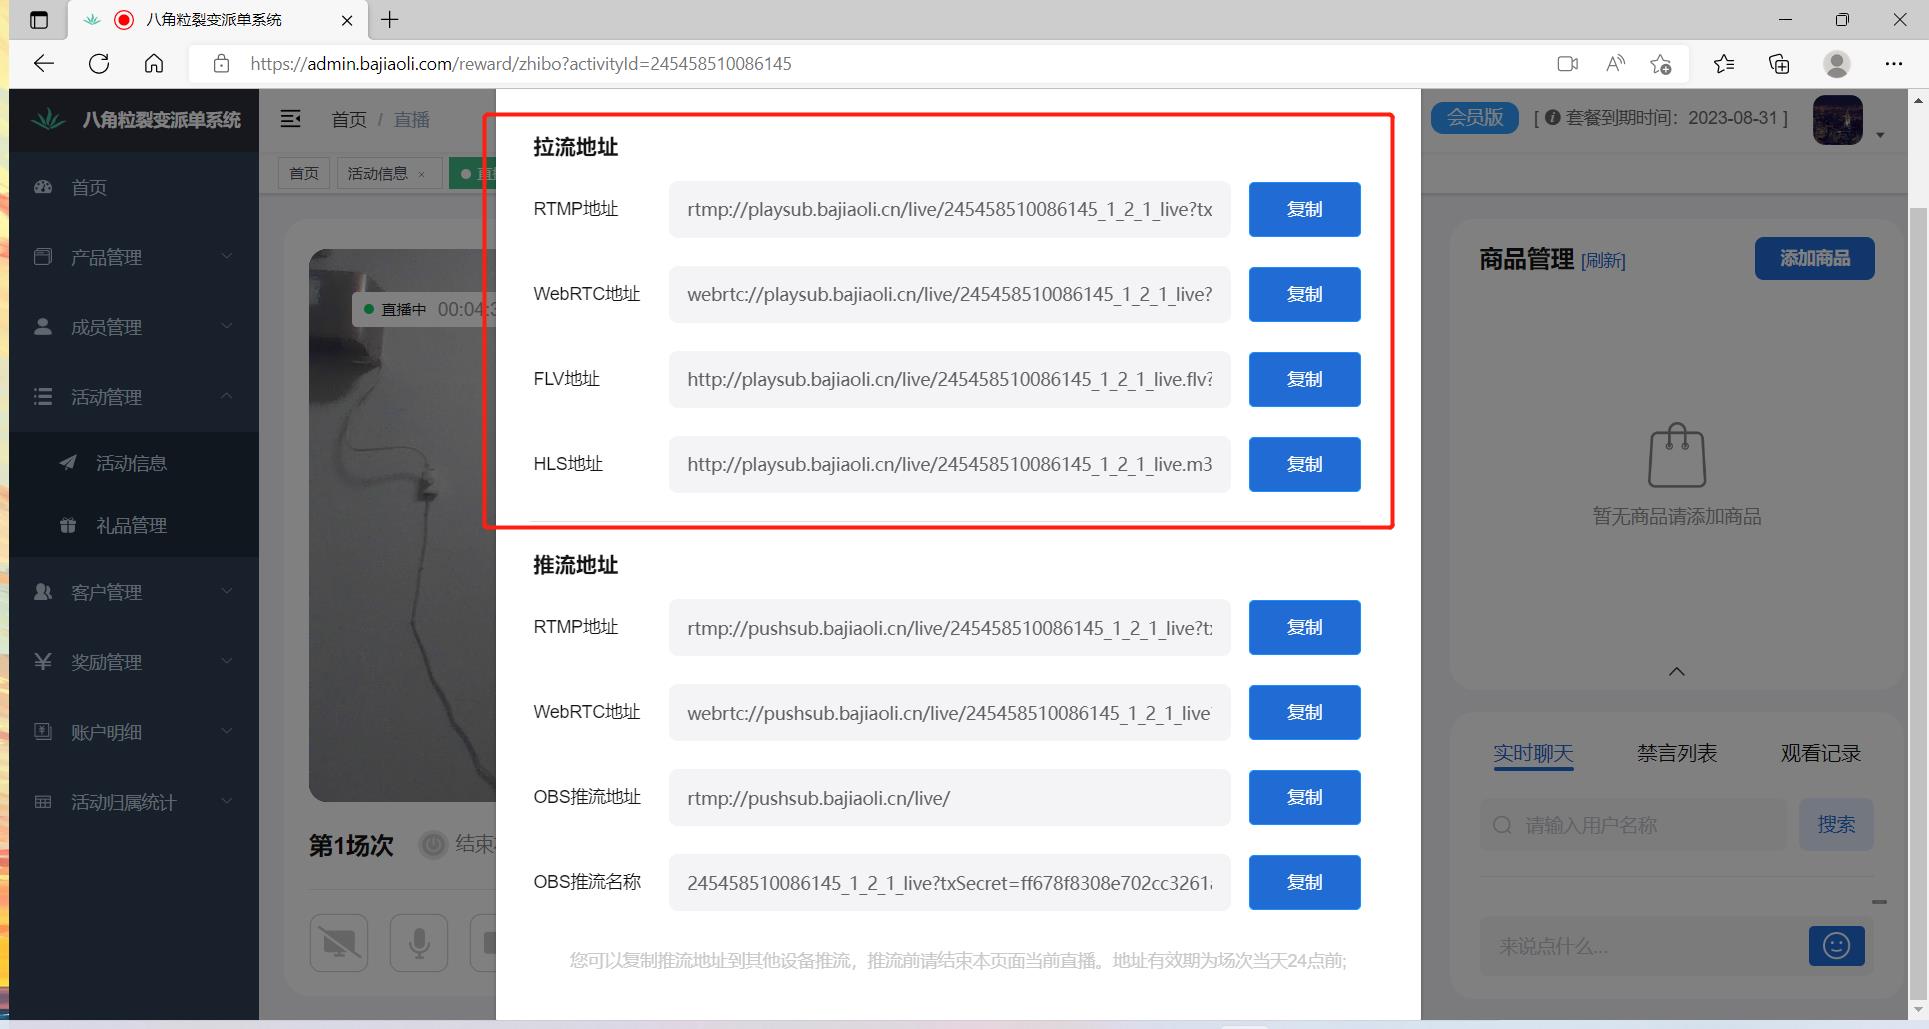 八角粒裂变派单系统
https://admin.bajiaoli.com/reward/zhibo?activityId=245458510086145
八角粒裂变派单系统
首页
产品管理
成员管理
活动管理
活动信息
礼品管理
客户管理
奖励管理
账户明细
活动归属统计
首页 / 直播
首页
活动信息 ×
直播中 00:04:3
第1场次
结束
拉流地址
RTMP地址 rtmp://playsub.bajiaoli.cn/live/245458510086145_1_2_1_live?tx 复制
WebRTC地址 webrtc://playsub.bajiaoli.cn/live/245458510086145_1_2_1_live? 复制
FLV地址 http://playsub.bajiaoli.cn/live/245458510086145_1_2_1_live.flv? 复制
HLS地址 http://playsub.bajiaoli.cn/live/245458510086145_1_2_1_live.m3 复制
推流地址
RTMP地址 rtmp://pushsub.bajiaoli.cn/live/245458510086145_1_2_1_live?t 复制
WebRTC地址 webrtc://pushsub.bajiaoli.cn/live/245458510086145_1_2_1_live 复制
OBS推流地址 rtmp://pushsub.bajiaoli.cn/live/ 复制
OBS推流名称 245458510086145_1_2_1_live?txSecret=ff678f8308e702cc3261 复制
您可以复制推流地址到其他设备推流，推流前请结束本页面当前直播。地址有效期为场次当天24点前;
会员版 [ 套餐到期时间：2023-08-31 ]
商品管理 [刷新] 添加商品
暂无商品请添加商品
实时聊天 禁言列表 观看记录
请输入用户名称 搜索
来说点什么...